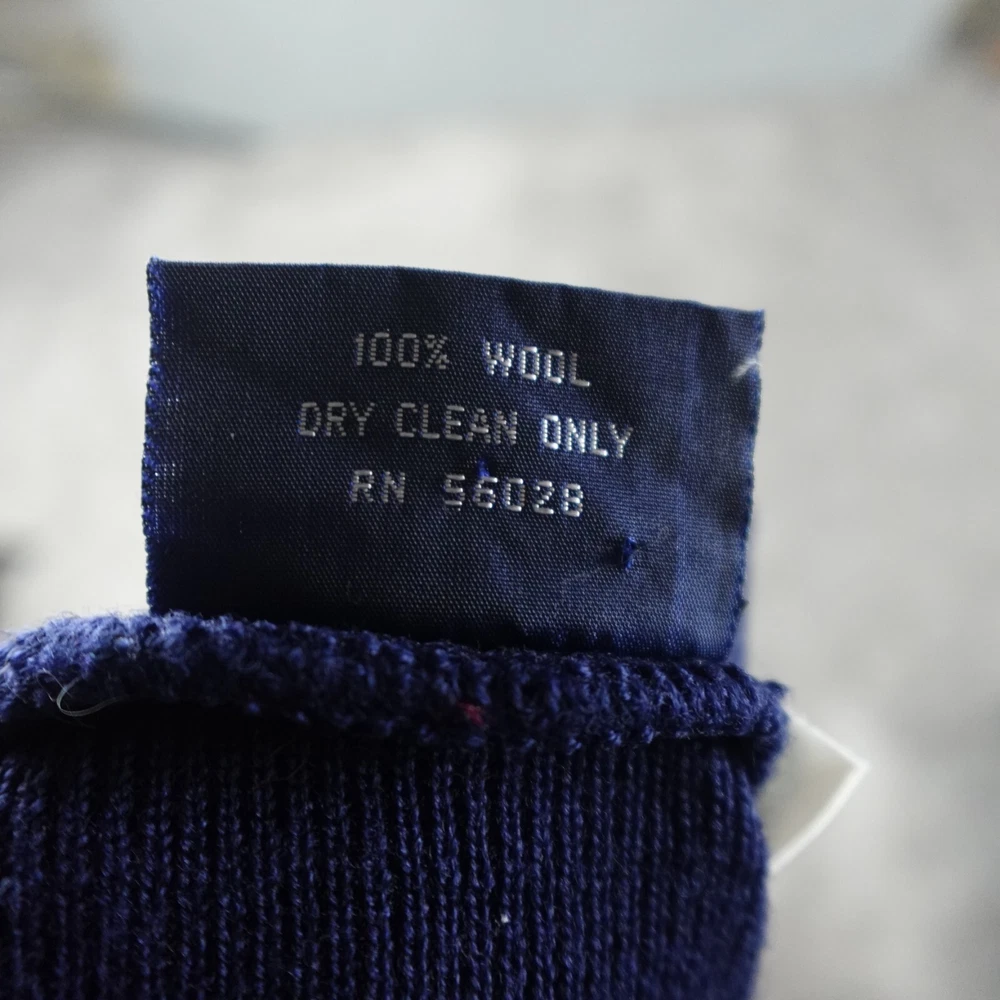 100% WOOL
DRY CLEAN ONLY
RN 56028